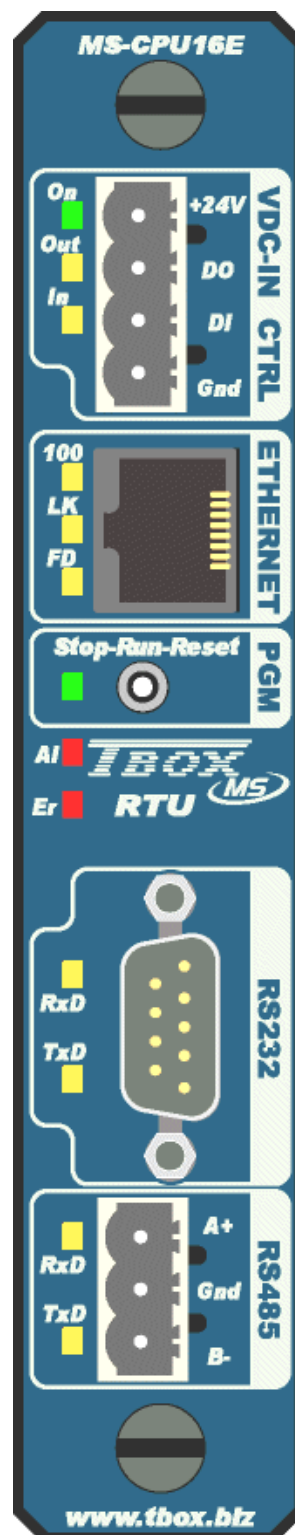 MS-CPU16E
On
+24V
Out
DO
In
DI
Gnd
VDC-IN CTRL
100
LK
FD
ETHERNET
Stop-Run-Reset
PGM
Al
TBOX
MS
Er
RTU
RxD
TxD
RS232
A+
RxD
Gnd
TxD
B-
RS485
www.tbox.biz